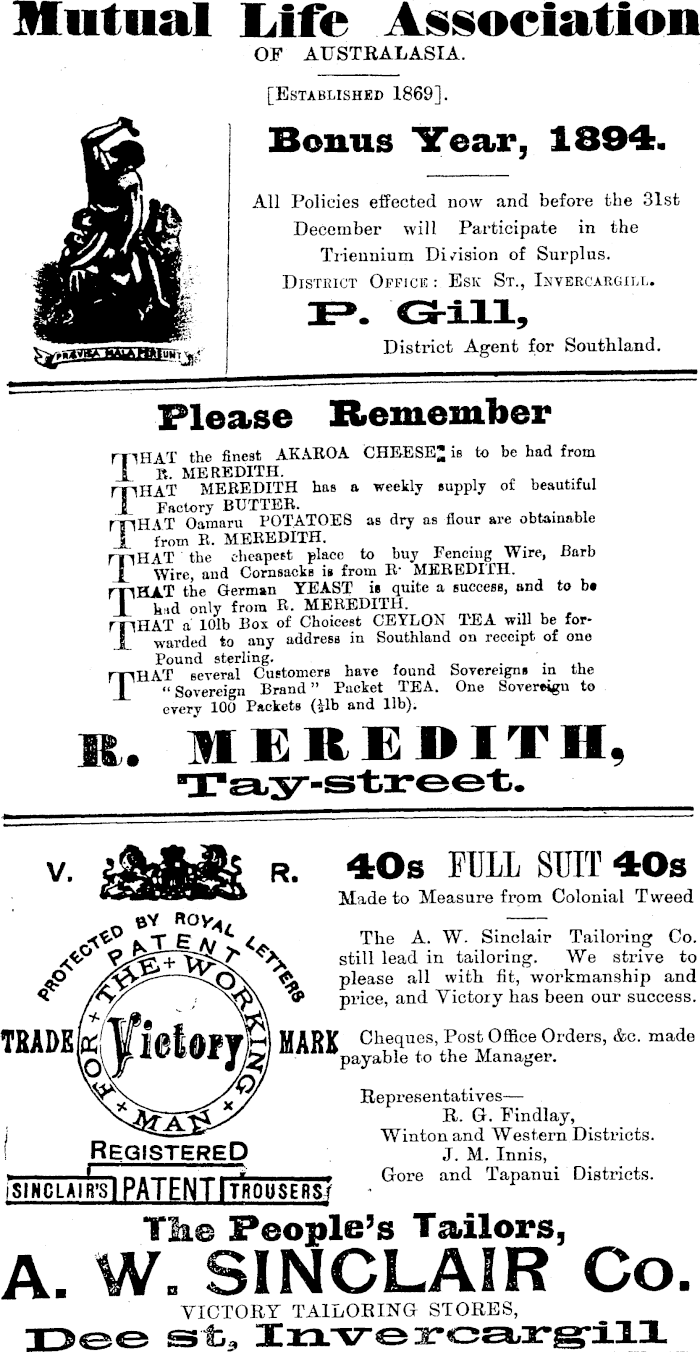 Mutual Life Association
OF AUSTRALASIA.
[ESTABLISHED 1869].
Bonus Year, 1894.
All Policies effected now and before the 31st
December will Participate in the
Triennium Division of Surplus.
DISTRICT OFFICE: ESK ST., INVERCARGILL.
P. Gill,
District Agent for Southland.
PRÆVISA MALA PEREUNT
Please Remember
THAT the finest AKAROA CHEESE is to be had from
R. MEREDITH.
THAT MEREDITH has a weekly supply of beautiful
Factory BUTTER.
THAT Oamaru POTATOES as dry as flour are obtainable
from R. MEREDITH.
THAT the cheapest place to buy Fencing Wire, Barb
Wire, and Cornsacks is from R· MEREDITH.
THAT the German YEAST is quite a success, and to be
had only from R. MEREDITH.
THAT a 10lb Box of Choicest CEYLON TEA will be for-
warded to any address in Southland on receipt of one
Pound sterling.
THAT several Customers have found Sovereigns in the
"Sovereign Brand" Packet TEA. One Sovereign to
every 100 Packets (½lb and 1lb).
R. MEREDITH,
Tay-street.
V. R.
PROTECTED BY ROYAL LETTERS
PATENT
FOR + THE + WORKING + MAN +
TRADE Victory MARK
REGISTERED
SINCLAIR'S PATENT TROUSERS
40s FULL SUIT 40s
Made to Measure from Colonial Tweed
The A. W. Sinclair Tailoring Co.
still lead in tailoring. We strive to
please all with fit, workmanship and
price, and Victory has been our success.
Cheques, Post Office Orders, &c. made
payable to the Manager.
Representatives—
R. G. Findlay,
Winton and Western Districts.
J. M. Innis,
Gore and Tapanui Districts.
The People's Tailors,
A. W. SINCLAIR Co.
VICTORY TAILORING STORES,
Dee st, Invercargill